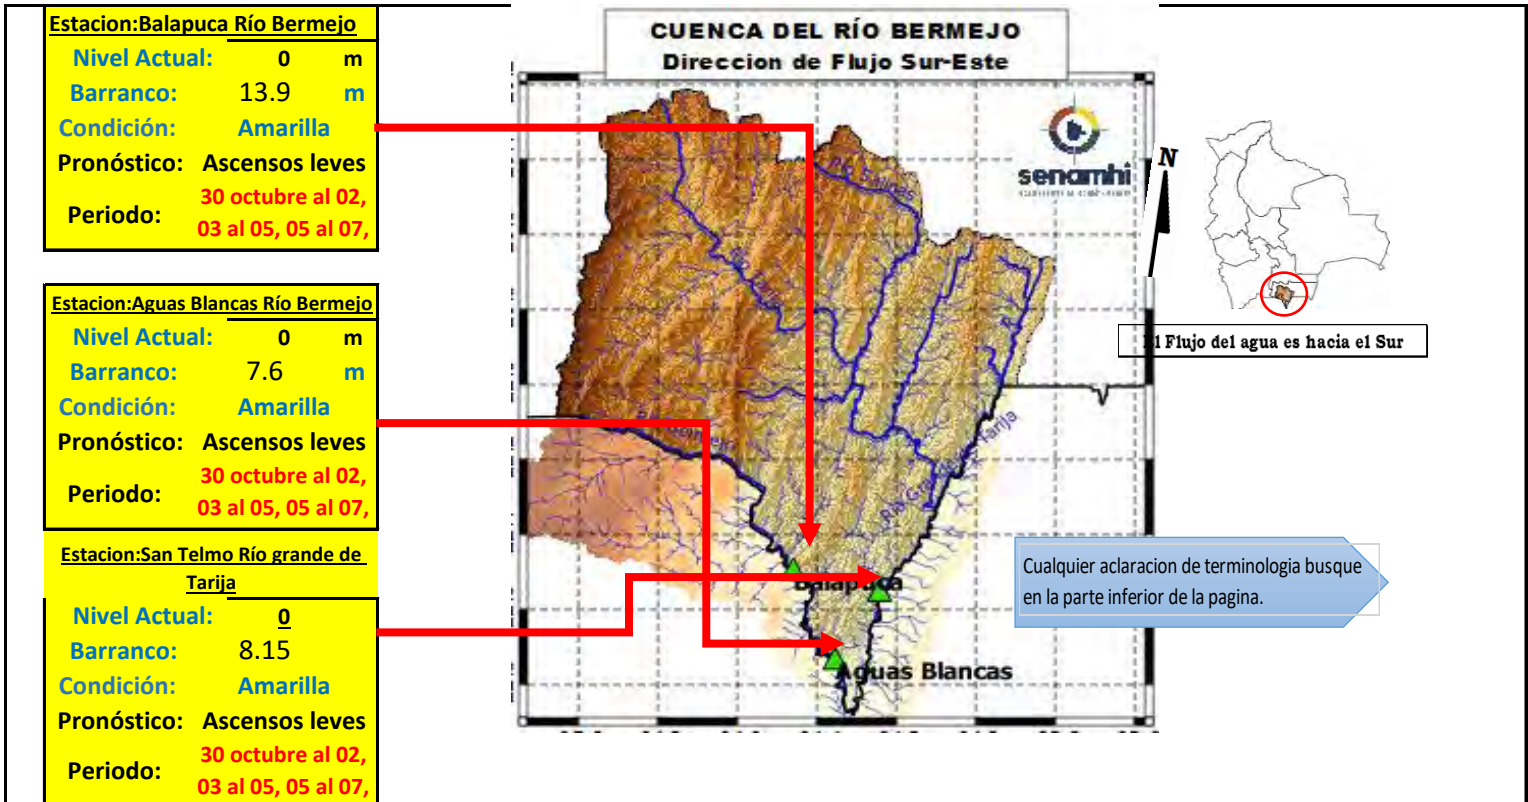 Estacion:Balapuca Río Bermejo
Nivel Actual: 0 m
Barranco: 13.9 m
Condición: Amarilla
Pronóstico: Ascensos leves
Periodo: 30 octubre al 02,
03 al 05, 05 al 07,
Estacion:Aguas Blancas Río Bermejo
Nivel Actual: 0 m
Barranco: 7.6 m
Condición: Amarilla
Pronóstico: Ascensos leves
Periodo: 30 octubre al 02,
03 al 05, 05 al 07,
Estacion:San Telmo Río grande de
Tarija
Nivel Actual: 0
Barranco: 8.15
Condición: Amarilla
Pronóstico: Ascensos leves
Periodo: 30 octubre al 02,
03 al 05, 05 al 07,
CUENCA DEL RÍO BERMEJO
Direccion de Flujo Sur-Este
senamhi
N
l Flujo del agua es hacia el Sur
Tarija
Balapuca
Aguas Blancas
Cualquier aclaracion de terminologia busque
en la parte inferior de la pagina.